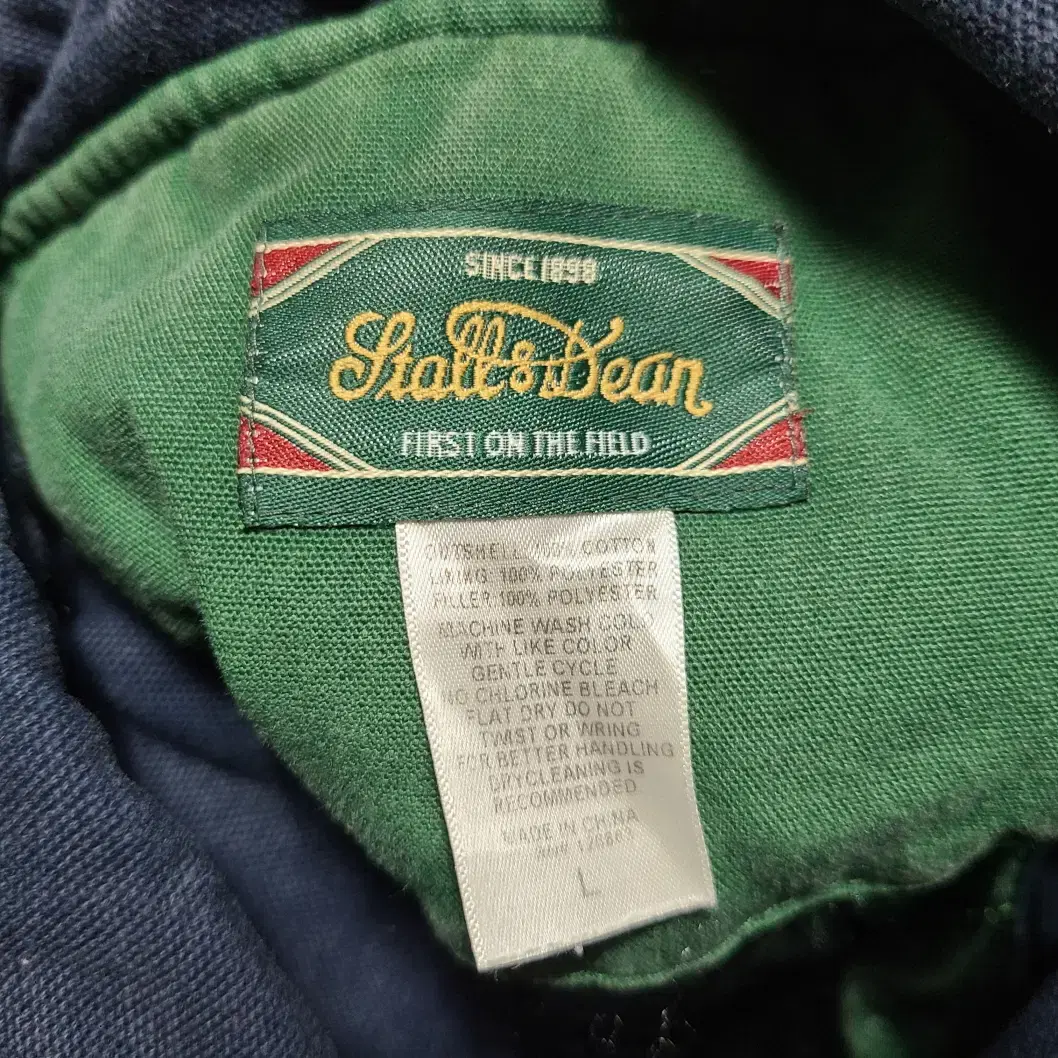 SINCE 1898
Stall & Dean
FIRST ON THE FIELD
OUTSHELL 100% COTTON
LINING 100% POLYESTER
FILLER 100% POLYESTER
MACHINE WASH COLD
WITH LIKE COLOR
GENTLE CYCLE
NO CHLORINE BLEACH
FLAT DRY DO NOT
TWIST OR WRING
FOR BETTER HANDLING
DRYCLEANING IS
RECOMMENDED
MADE IN CHINA
L